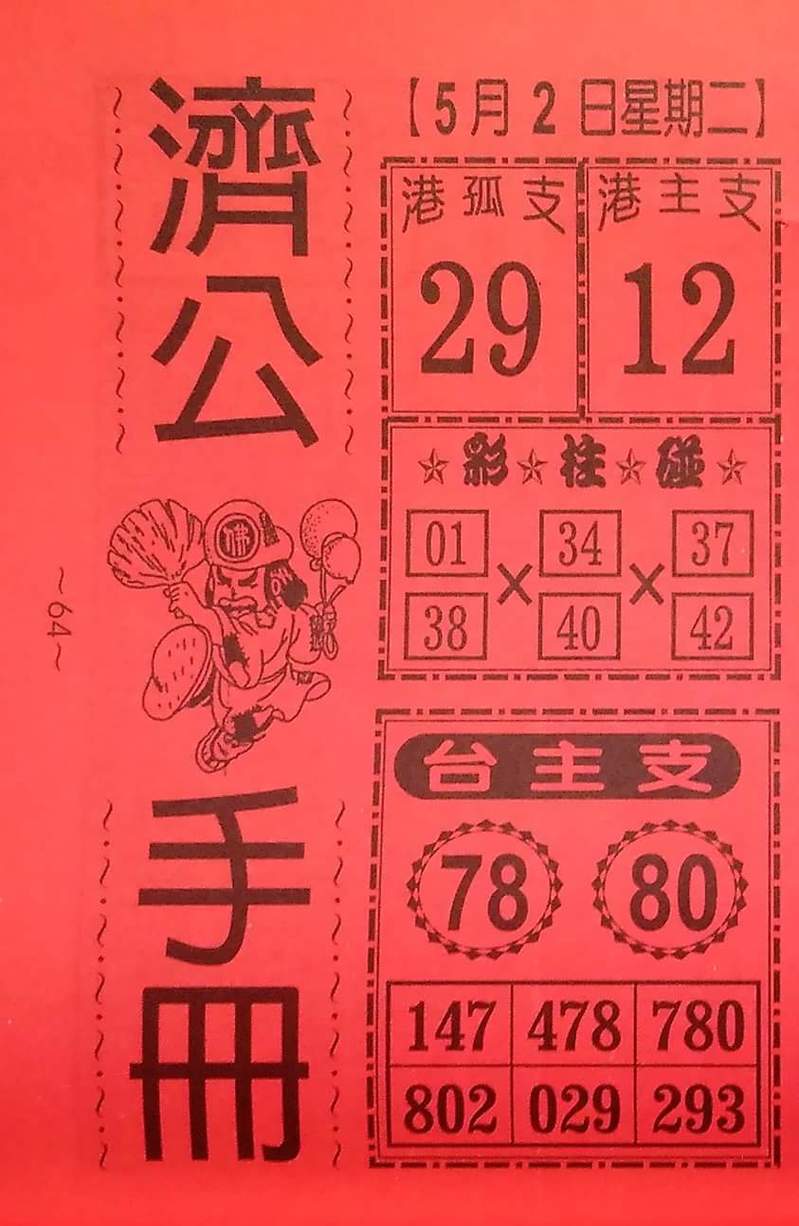 濟公手冊
佛
~64~
【5月2日星期二】
港孤支 港主支
29 12
☆彩☆柱☆碰☆
01 34 37
× ×
38 40 42
台主支
78 80
147 478 780
802 029 293